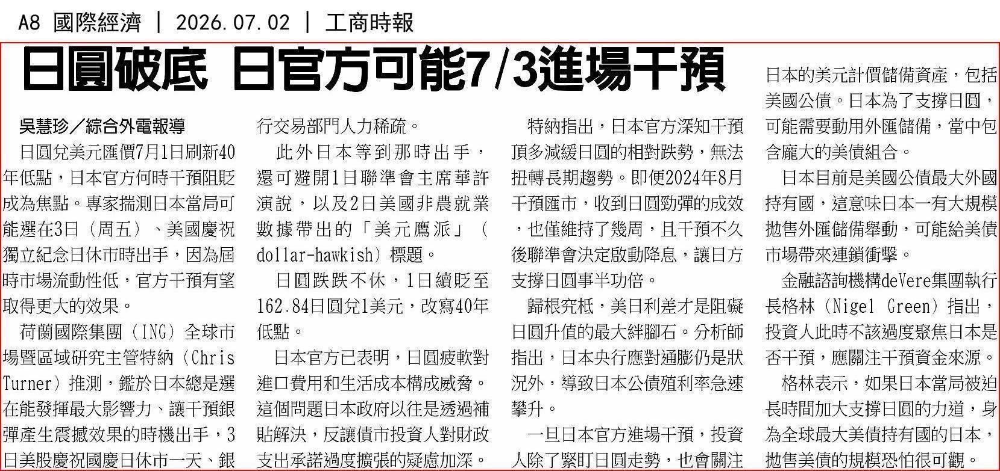 A8 國際經濟 | 2026.07.02 | 工商時報
日圓破底 日官方可能7/3進場干預
吳慧珍／綜合外電報導
日圓兌美元匯價7月1日刷新40
年低點，日本官方何時干預阻貶
成為焦點。專家揣測日本當局可
能選在3日（周五）、美國慶祝
獨立紀念日休市時出手，因為屆
時市場流動性低，官方干預有望
取得更大的效果。
荷蘭國際集團（ING）全球市
場暨區域研究主管特納（Chris
Turner）推測，鑑於日本總是選
在能發揮最大影響力、讓干預銀
彈產生震撼效果的時機出手，3
日美股慶祝國慶日休市一天、銀
行交易部門人力稀疏。
此外日本等到那時出手，
還可避開1日聯準會主席華許
演說，以及2日美國非農就業
數據帶出的「美元鷹派」（
dollar-hawkish）標題。
日圓跌跌不休，1日續貶至
162.84日圓兌1美元，改寫40年
低點。
日本官方已表明，日圓疲軟對
進口費用和生活成本構成威脅。
這個問題日本政府以往是透過補
貼解決，反讓債市投資人對財政
支出承諾過度擴張的疑慮加深。
特納指出，日本官方深知干預
頂多減緩日圓的相對跌勢，無法
扭轉長期趨勢。即便2024年8月
干預匯市，收到日圓勁彈的成效
，也僅維持了幾周，且干預不久
後聯準會決定啟動降息，讓日方
支撐日圓事半功倍。
歸根究柢，美日利差才是阻礙
日圓升值的最大絆腳石。分析師
指出，日本央行應對通膨仍是狀
況外，導致日本公債殖利率急速
攀升。
一旦日本官方進場干預，投資
人除了緊盯日圓走勢，也會關注
日本的美元計價儲備資產，包括
美國公債。日本為了支撐日圓，
可能需要動用外匯儲備，當中包
含龐大的美債組合。
日本目前是美國公債最大外國
持有國，這意味日本一有大規模
拋售外匯儲備舉動，可能給美債
市場帶來連鎖衝擊。
金融諮詢機構deVere集團執行
長格林（Nigel Green）指出，
投資人此時不該過度聚焦日本是
否干預，應關注干預資金來源。
格林表示，如果日本當局被迫
長時間加大支撐日圓的力道，身
為全球最大美債持有國的日本，
拋售美債的規模恐怕很可觀。